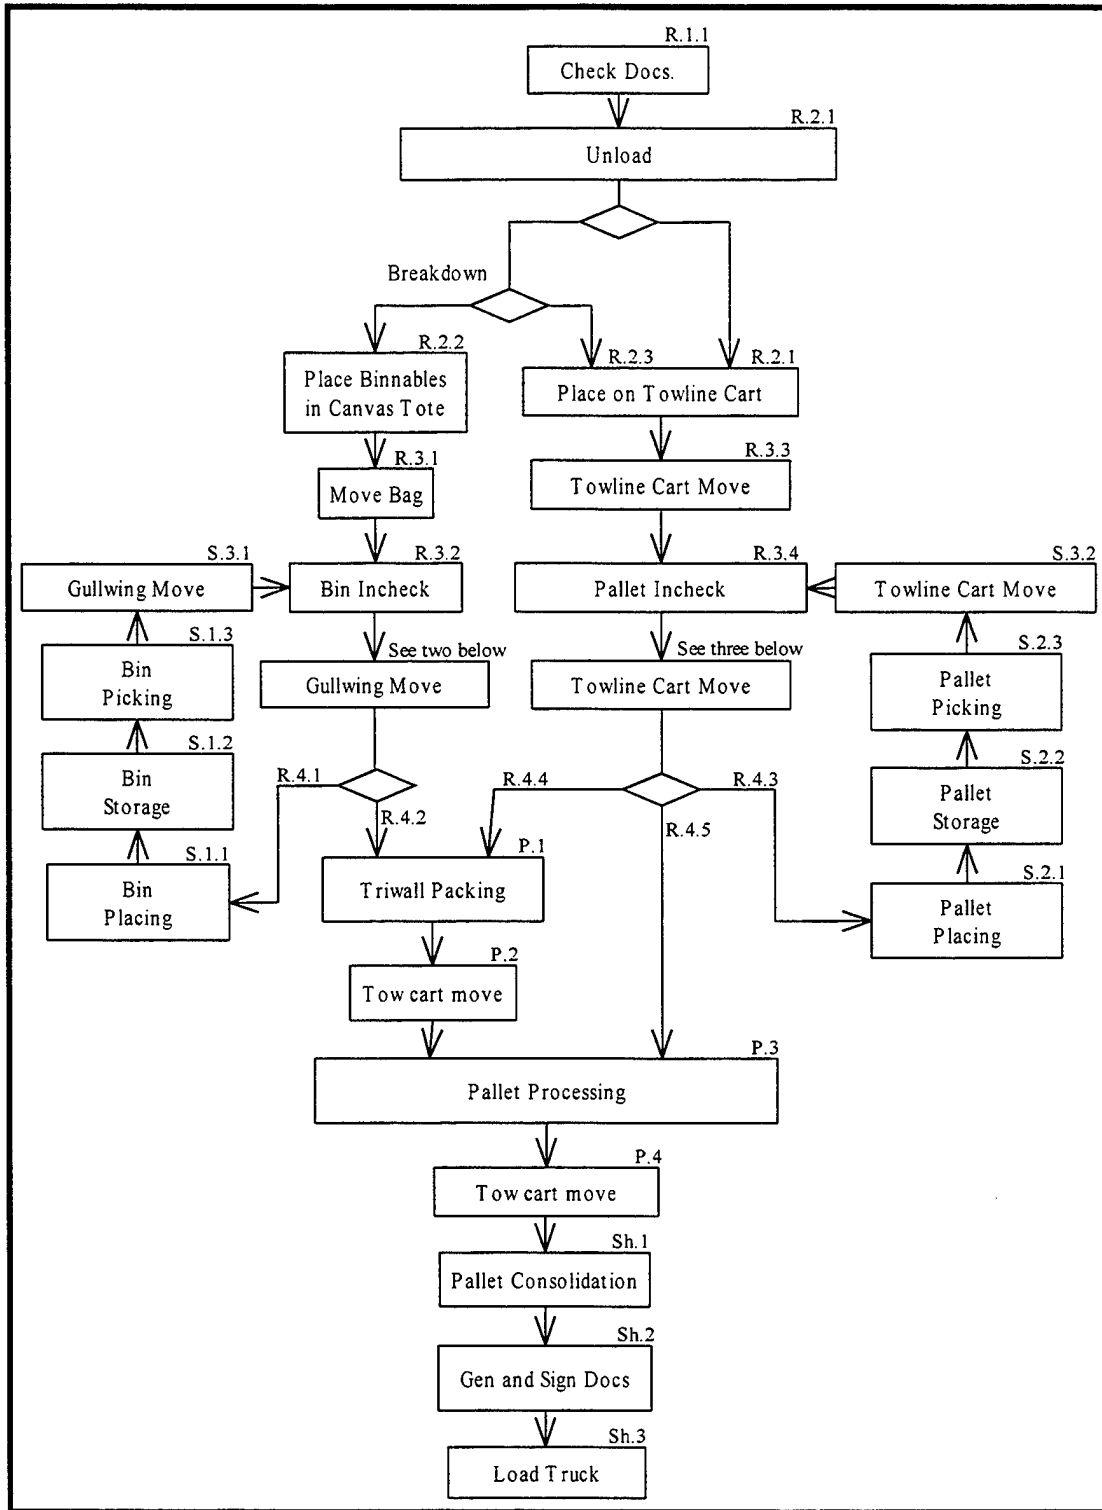 R.1.1
Check Docs.
R.2.1
Unload
Breakdown
R.2.2
Place Binnables
in Canvas Tote
R.2.3
R.2.1
Place on Towline Cart
R.3.1
Move Bag
R.3.3
Towline Cart Move
S.3.1
Gullwing Move
R.3.2
Bin Incheck
R.3.4
Pallet Incheck
S.3.2
Towline Cart Move
S.1.3
Bin
Picking
See two below
Gullwing Move
See three below
Towline Cart Move
S.2.3
Pallet
Picking
S.1.2
Bin
Storage
R.4.1
R.4.2
R.4.4
R.4.5
R.4.3
S.2.2
Pallet
Storage
S.1.1
Bin
Placing
P.1
Triwall Packing
S.2.1
Pallet
Placing
P.2
Tow cart move
P.3
Pallet Processing
P.4
Tow cart move
Sh.1
Pallet Consolidation
Sh.2
Gen and Sign Docs
Sh.3
Load Truck